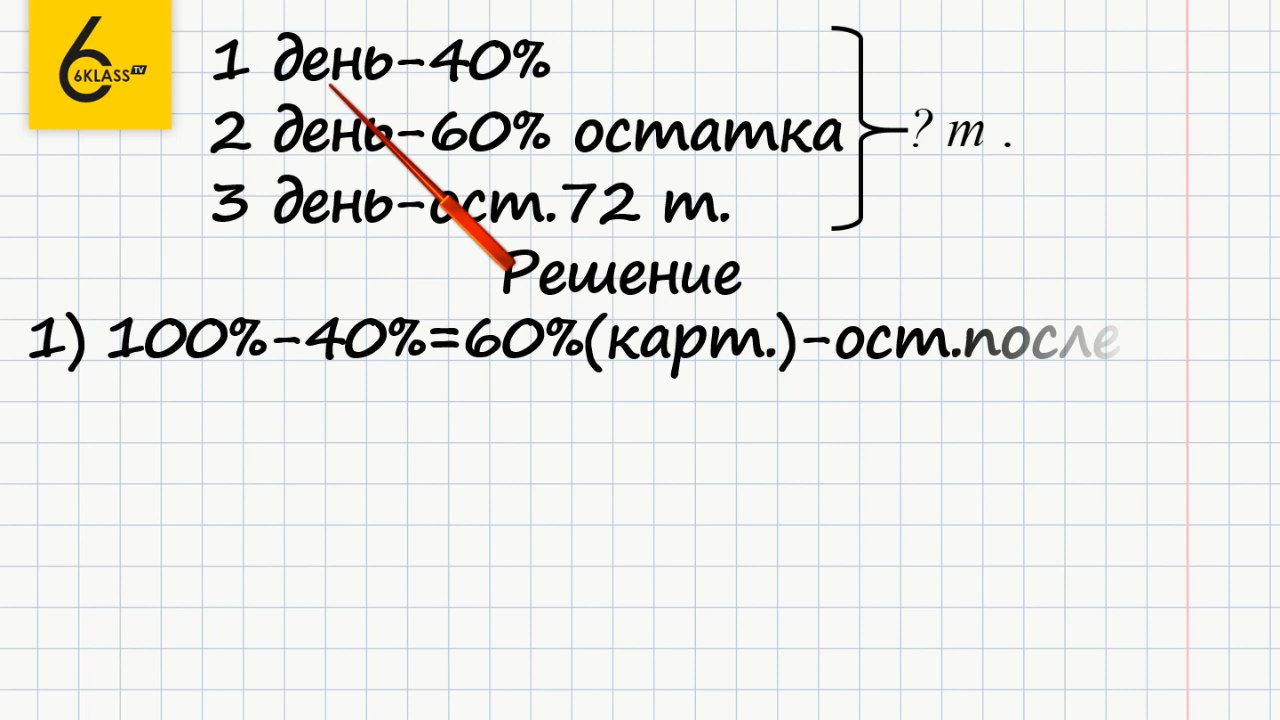 6KLASS TV
1 день-40%
2 день-60% остатка
? т .
3 день-ост.72 т.
Решение
1) 100%-40%=60%(карт.)-ост.после